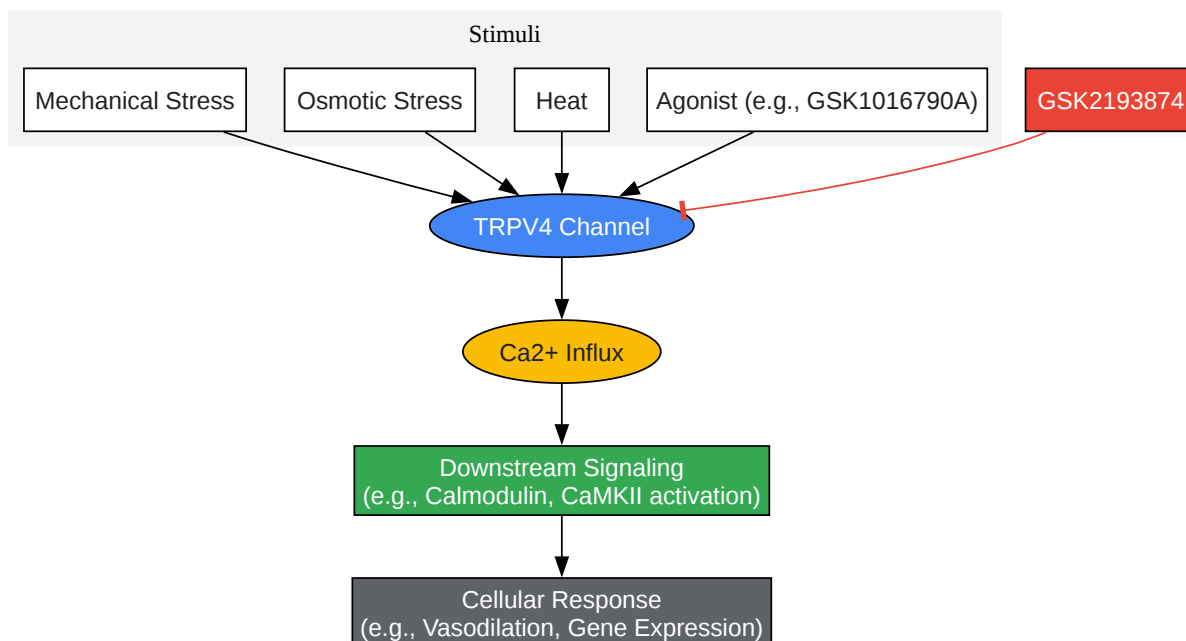 Stimuli
Mechanical Stress
Osmotic Stress
Heat
Agonist (e.g., GSK1016790A)
GSK2193874
TRPV4 Channel
Ca2+ Influx
Downstream Signaling
(e.g., Calmodulin, CaMKII activation)
Cellular Response
(e.g., Vasodilation, Gene Expression)